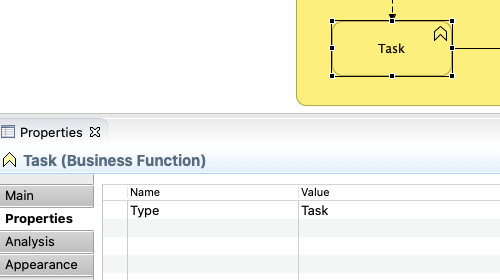 Task
Properties
Task (Business Function)
Main
Properties
Analysis
Appearance
Name Value
Type Task